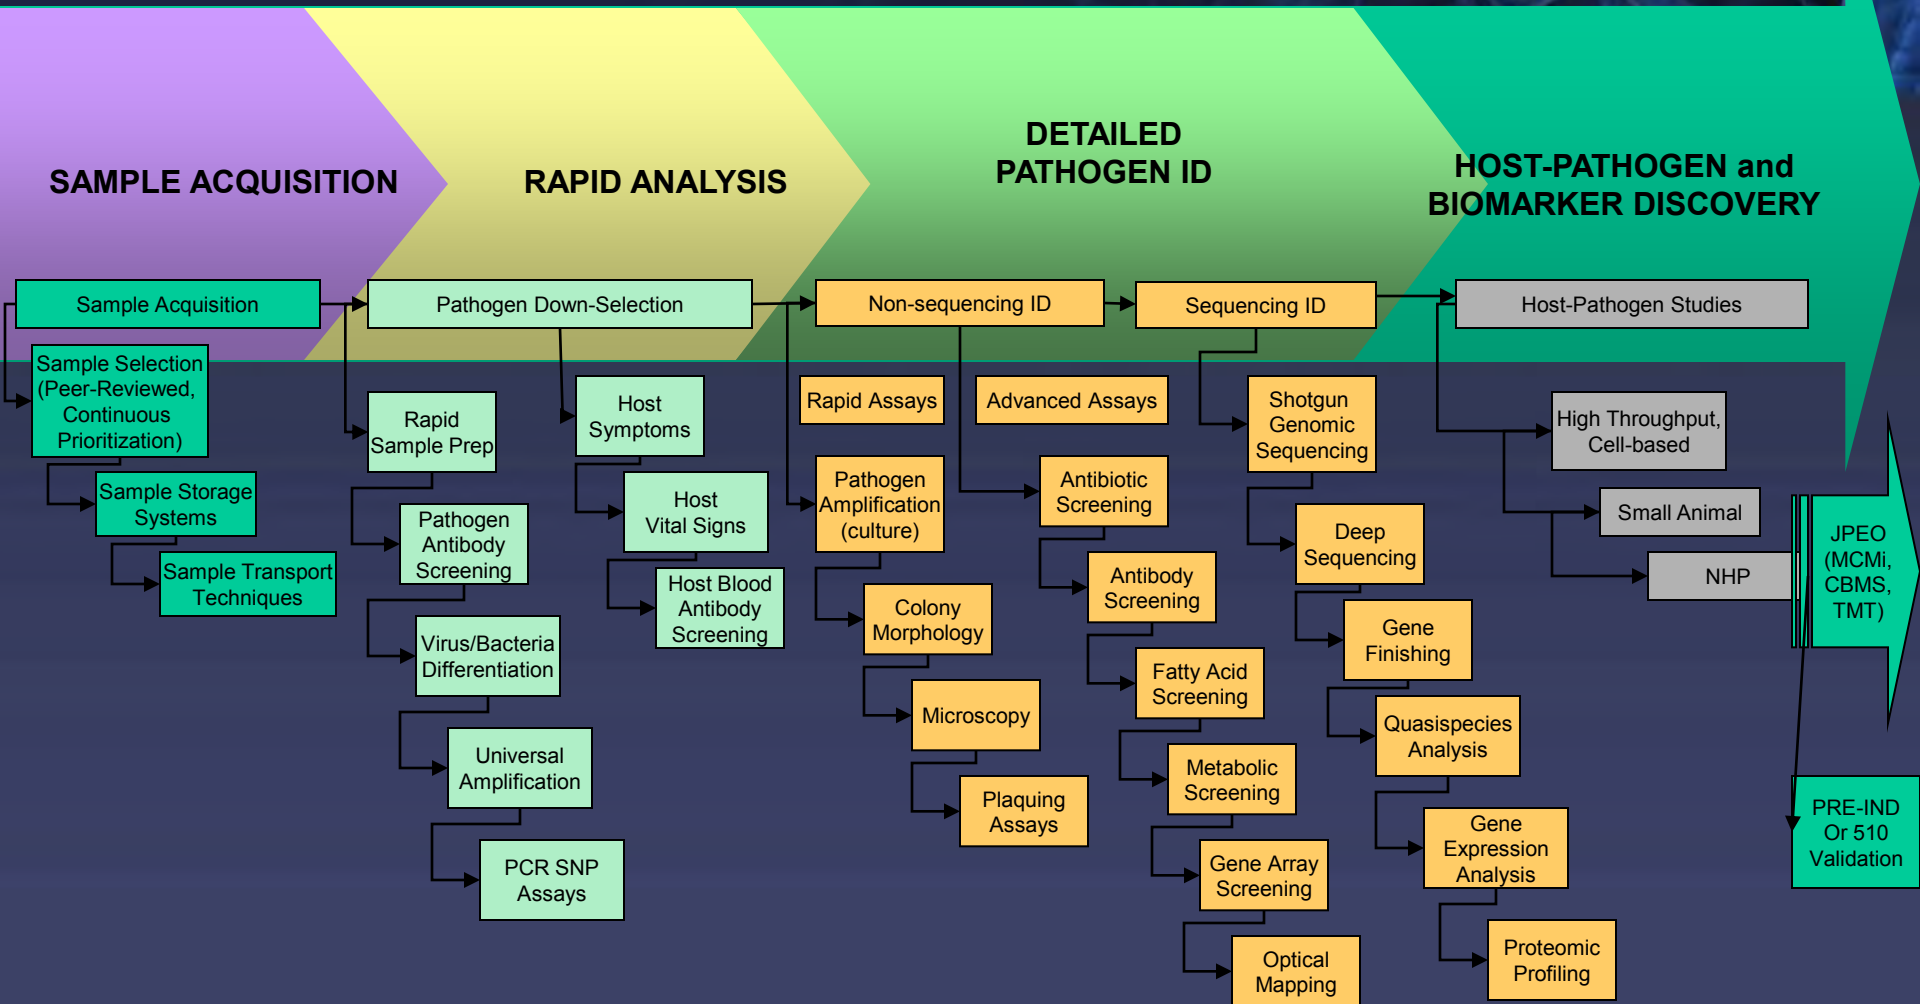 SAMPLE ACQUISITION
RAPID ANALYSIS
DETAILED
PATHOGEN ID
HOST-PATHOGEN and
BIOMARKER DISCOVERY
Sample Acquisition
Sample Selection
(Peer-Reviewed,
Continuous
Prioritization)
Sample Storage
Systems
Sample Transport
Techniques
Pathogen Down-Selection
Rapid
Sample Prep
Pathogen
Antibody
Screening
Virus/Bacteria
Differentiation
Universal
Amplification
PCR SNP
Assays
Host
Symptoms
Host
Vital Signs
Host Blood
Antibody
Screening
Non-sequencing ID
Rapid Assays
Pathogen
Amplification
(culture)
Colony
Morphology
Microscopy
Plaquing
Assays
Advanced Assays
Antibiotic
Screening
Antibody
Screening
Fatty Acid
Screening
Metabolic
Screening
Gene Array
Screening
Optical
Mapping
Sequencing ID
Shotgun
Genomic
Sequencing
Deep
Sequencing
Gene
Finishing
Quasispecies
Analysis
Gene
Expression
Analysis
Proteomic
Profiling
Host-Pathogen Studies
High Throughput,
Cell-based
Small Animal
NHP
JPEO
(MCMi,
CBMS,
TMT)
PRE-IND
Or 510
Validation